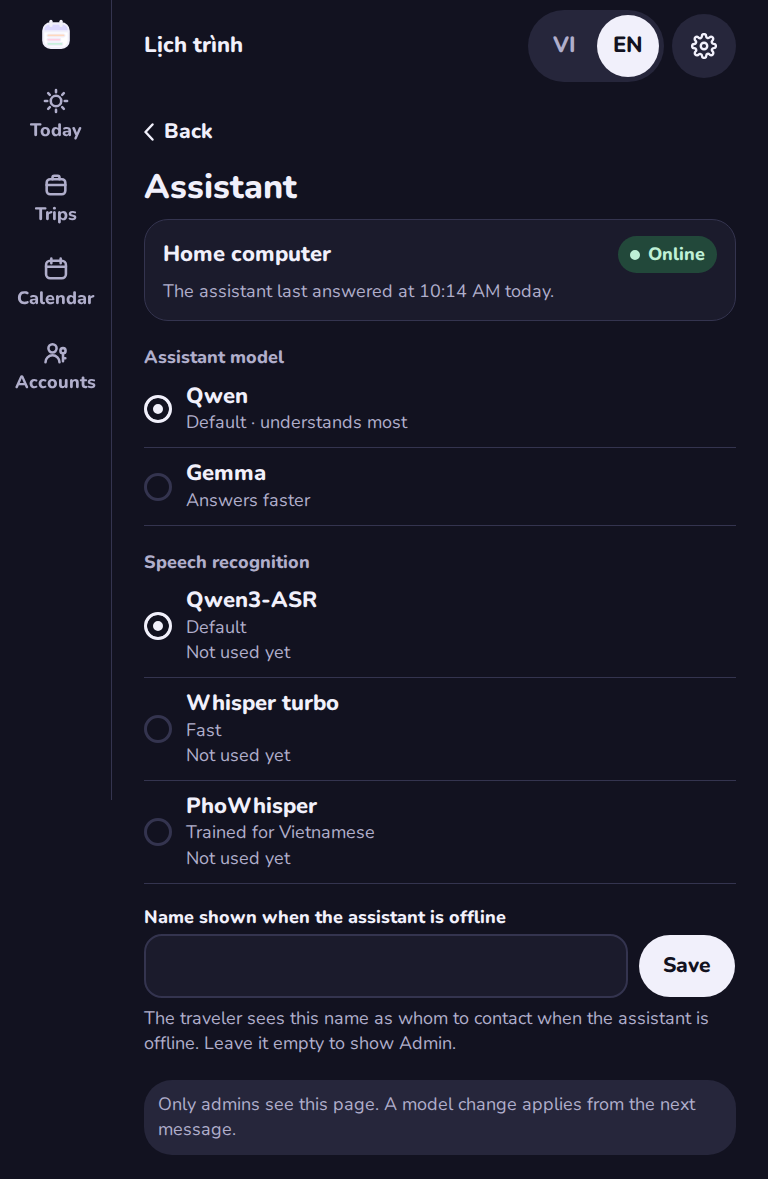 Lịch trình
VI
EN
Today
Trips
Calendar
Accounts
Back
Assistant
Home computer
Online
The assistant last answered at 10:14 AM today.
Assistant model
Qwen
Default · understands most
Gemma
Answers faster
Speech recognition
Qwen3-ASR
Default
Not used yet
Whisper turbo
Fast
Not used yet
PhoWhisper
Trained for Vietnamese
Not used yet
Name shown when the assistant is offline
Save
The traveler sees this name as whom to contact when the assistant is
offline. Leave it empty to show Admin.
Only admins see this page. A model change applies from the next
message.